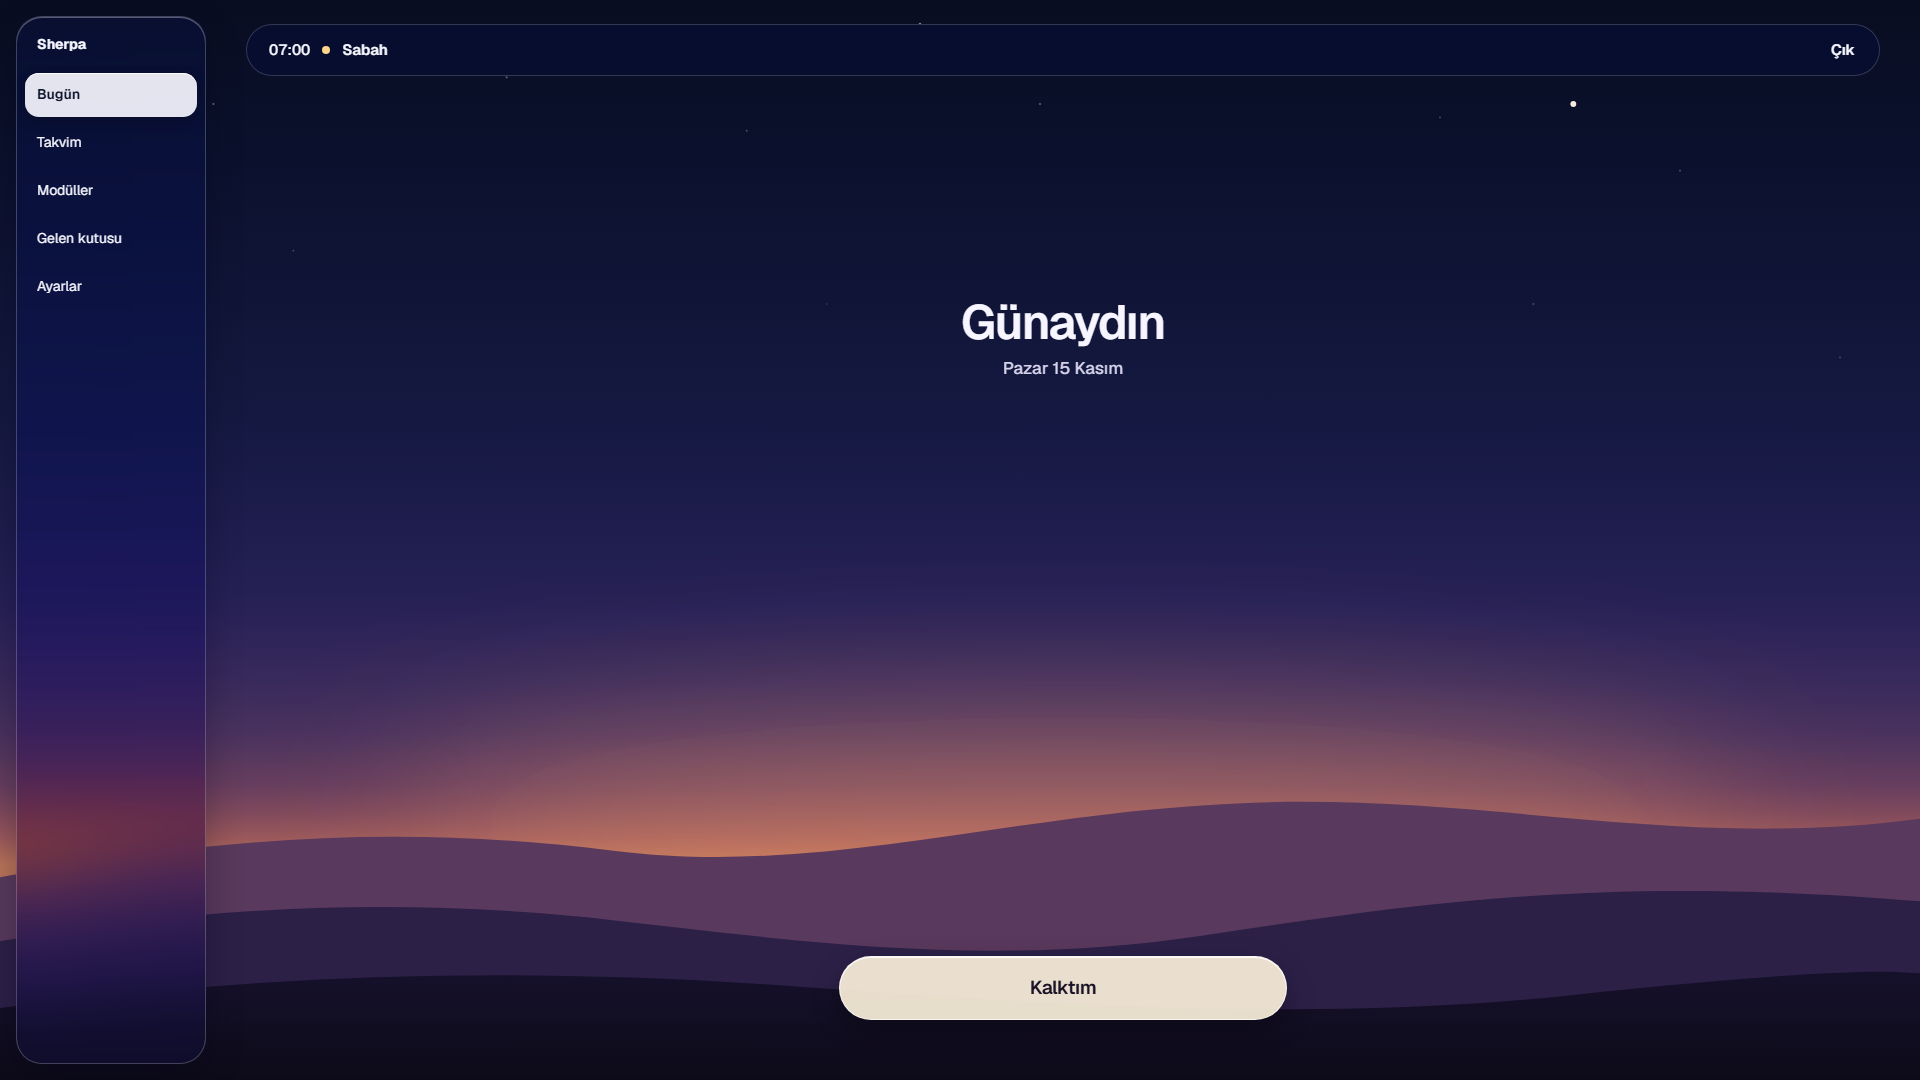 Sherpa
Bugün
Takvim
Modüller
Gelen kutusu
Ayarlar
07:00 Sabah
Çık
Günaydın
Pazar 15 Kasım
Kalktım